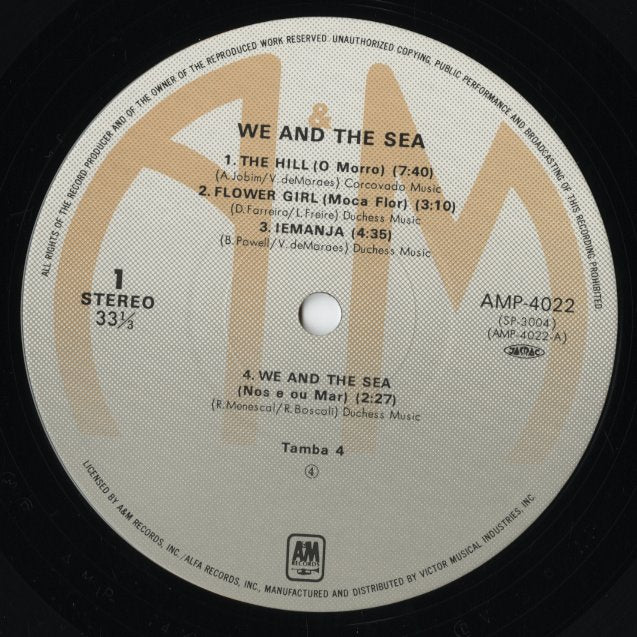 ALL RIGHTS OF THE RECORD PRODUCER AND OF THE OWNER OF THE REPRODUCED WORK RESERVED. UNAUTHORIZED COPYING, PUBLIC PERFORMANCE AND BROADCASTING OF THIS RECORDING PROHIBITED
A&M
WE AND THE SEA
1. THE HILL (O Morro) (7:40)
(A.Jobim/V.deMoraes) Corcovado Music
2. FLOWER GIRL (Moca Flor) (3:10)
(D.Farreira/L.Freire) Duchess Music
3. IEMANJA (4:35)
(B.Powell/V.deMoraes) Duchess Music
1
STEREO
33⅓
AMP-4022
(SP-3004)
(AMP-4022-A)
JASRAC
4. WE AND THE SEA
(Nos e ou Mar) (2:27)
(R.Menescal/R.Boscoli) Duchess Music
Tamba 4
④
A&M
RECORDS
LICENSED BY A&M RECORDS, INC./ALFA RECORDS, INC., MANUFACTURED AND DISTRIBUTED BY VICTOR MUSICAL INDUSTRIES, INC.